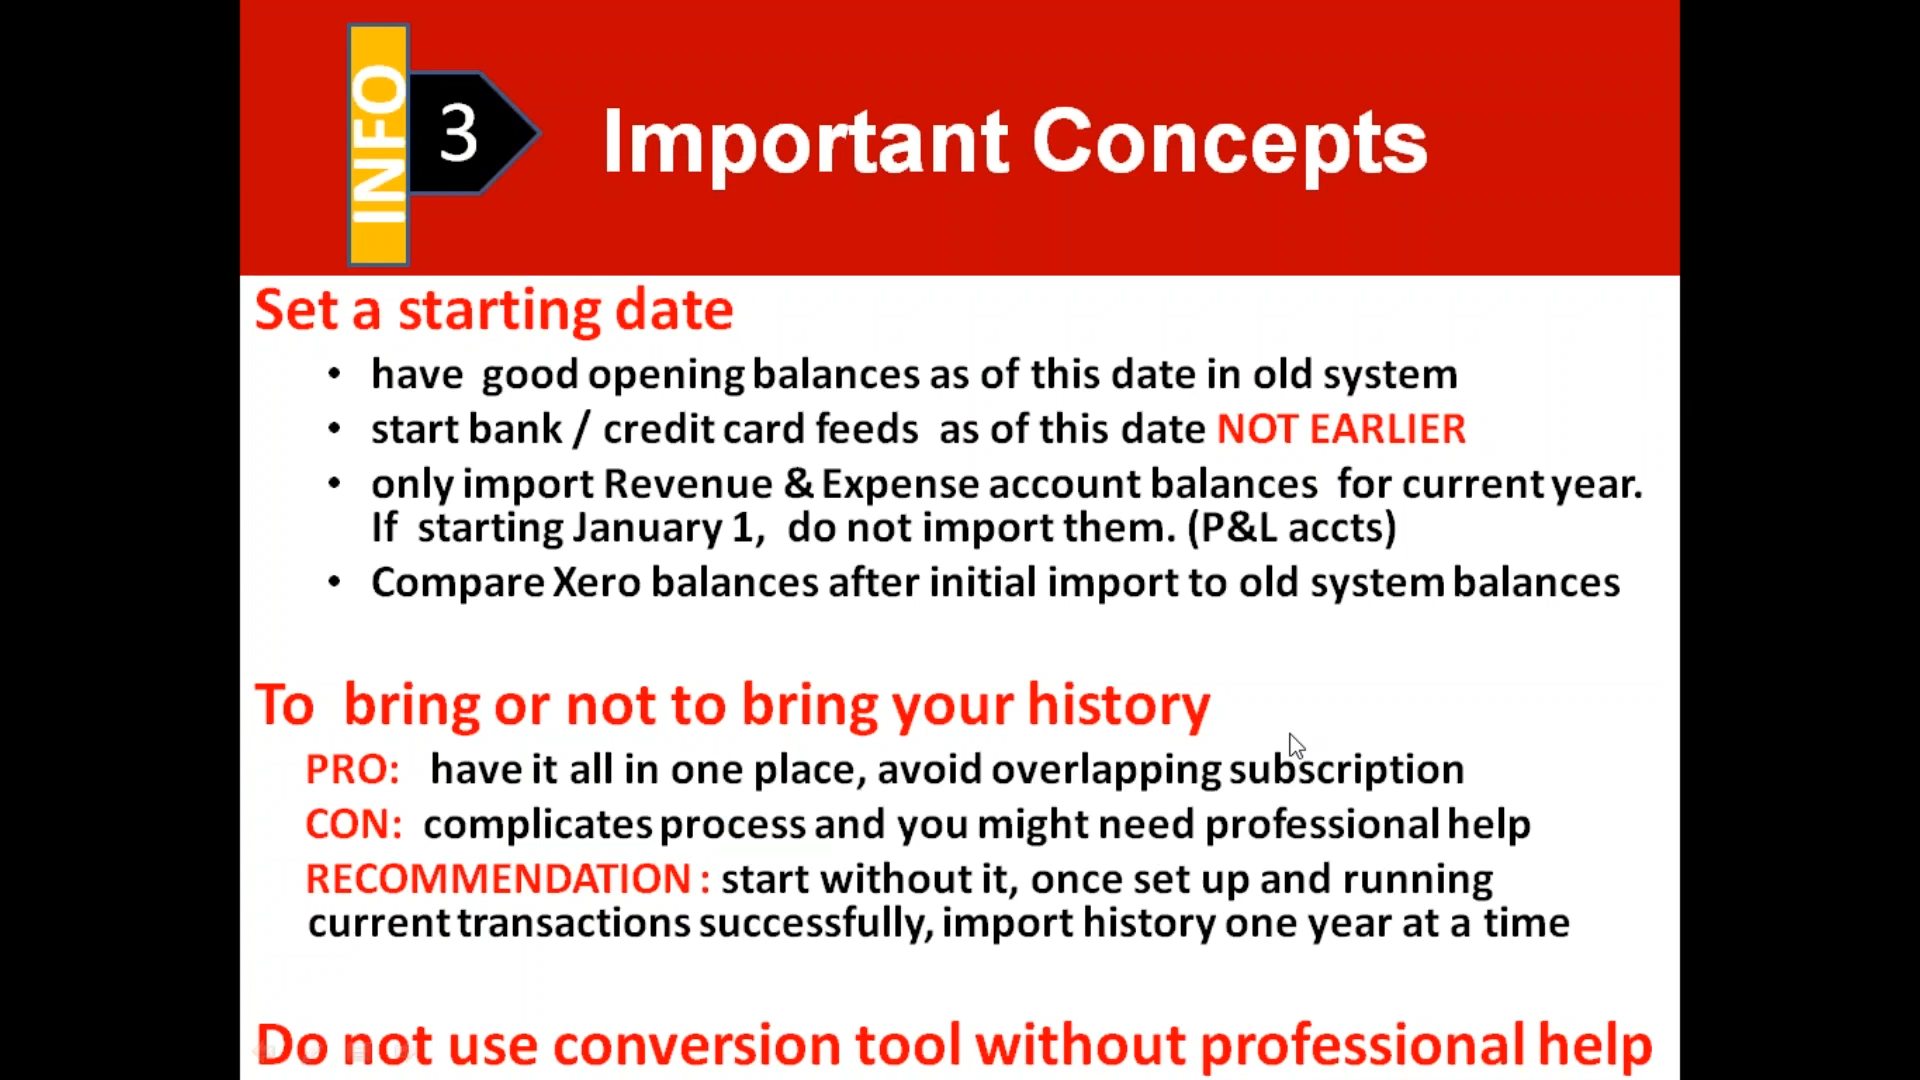 INFO
3
Important Concepts
Set a starting date
• have good opening balances as of this date in old system
• start bank / credit card feeds as of this date NOT EARLIER
• only import Revenue & Expense account balances for current year.
If starting January 1, do not import them. (P&L accts)
• Compare Xero balances after initial import to old system balances
To bring or not to bring your history
PRO: have it all in one place, avoid overlapping subscription
CON: complicates process and you might need professional help
RECOMMENDATION : start without it, once set up and running
current transactions successfully, import history one year at a time
Do not use conversion tool without professional help